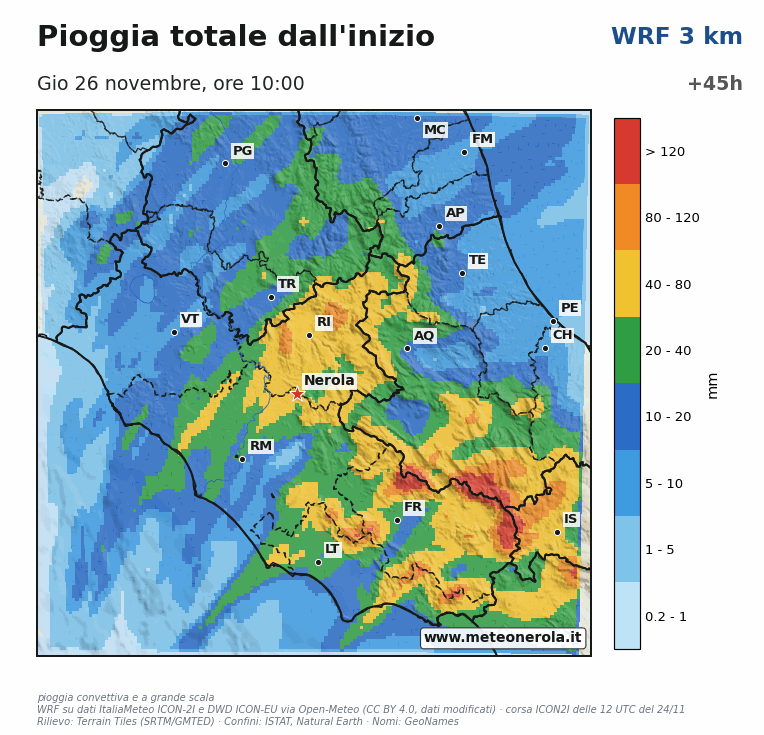 Pioggia totale dall'inizio
WRF 3 km
Gio 26 novembre, ore 10:00
+45h
MC
FM
PG
AP
TE
TR
PE
VT
RI
AQ
CH
Nerola
RM
FR
IS
LT
www.meteonerola.it
> 120
80 - 120
40 - 80
20 - 40
10 - 20
5 - 10
1 - 5
0.2 - 1
mm
pioggia convettiva e a grande scala
WRF su dati ItaliaMeteo ICON-2I e DWD ICON-EU via Open-Meteo (CC BY 4.0, dati modificati) · corsa ICON2I delle 12 UTC del 24/11
Rilievo: Terrain Tiles (SRTM/GMTED) · Confini: ISTAT, Natural Earth · Nomi: GeoNames